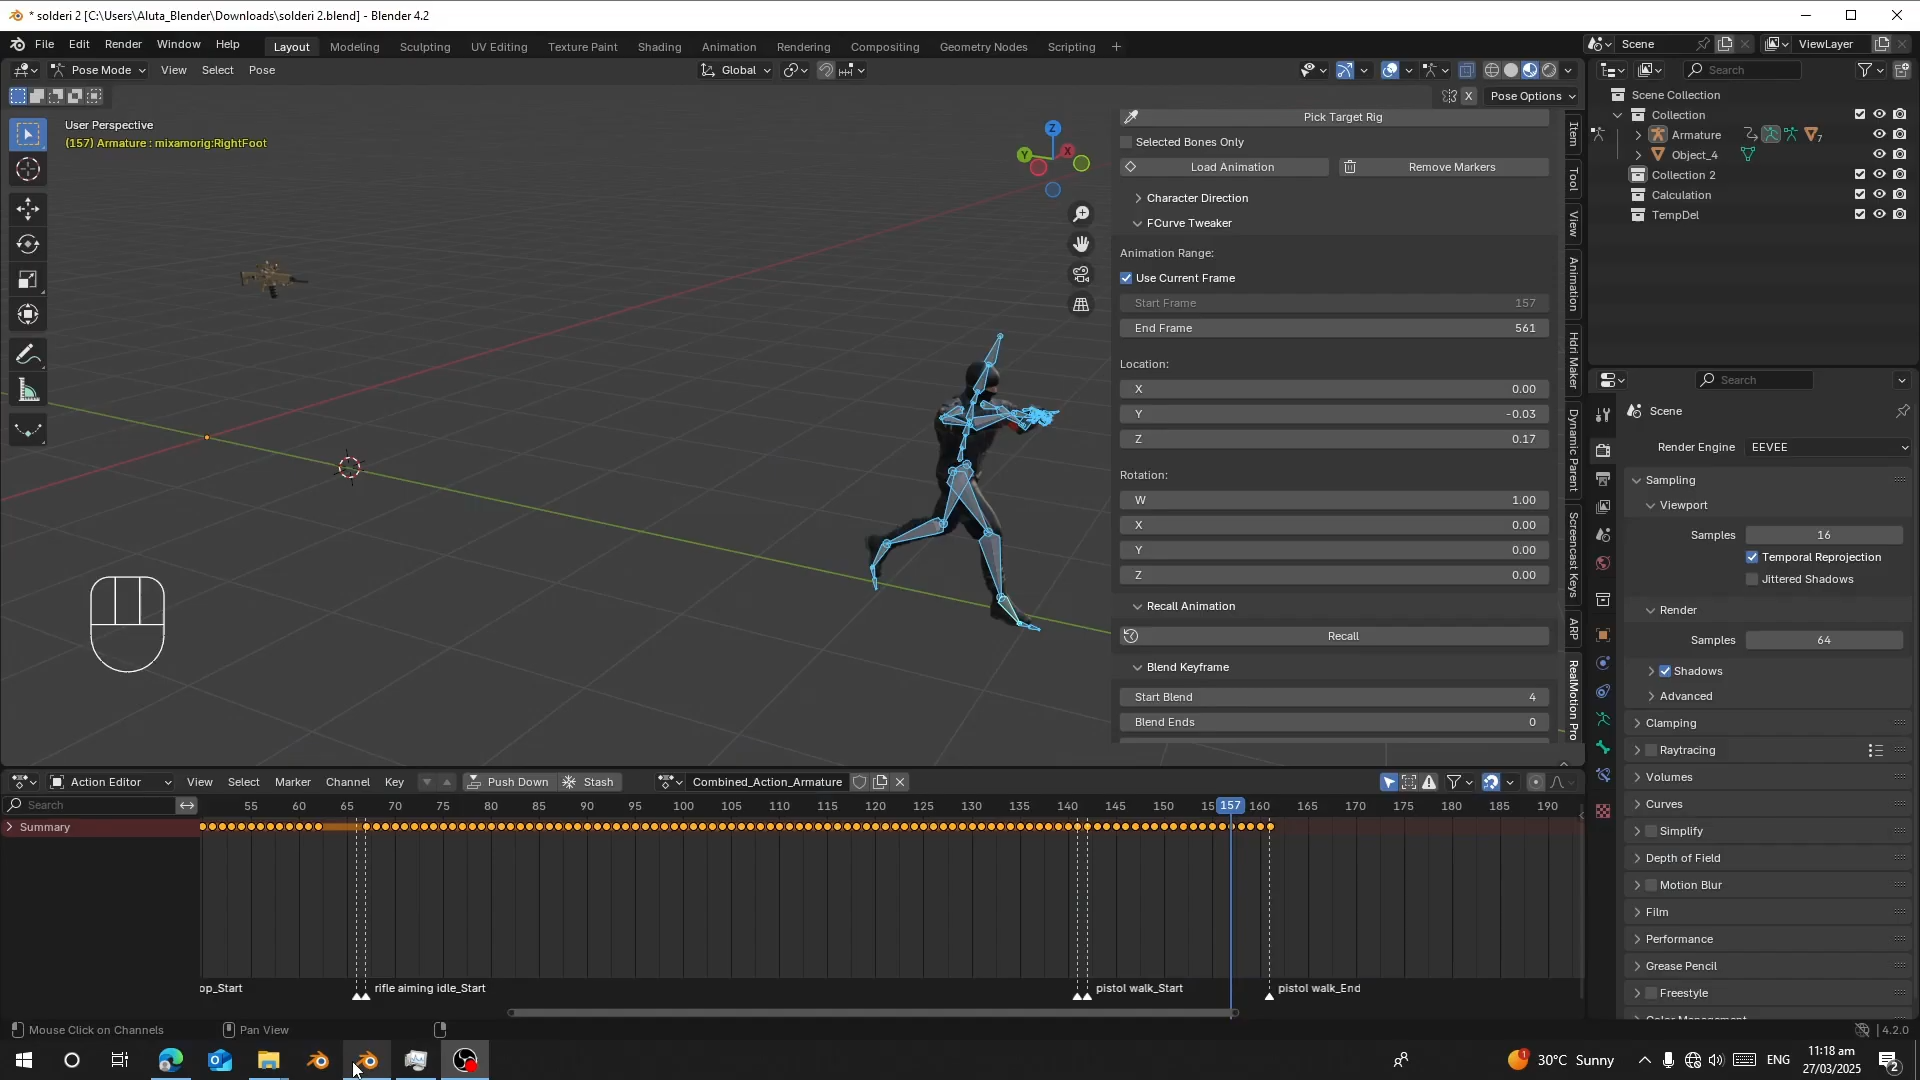 * solderi 2 [C:\Users\Aluta_Blender\Downloads\solderi 2.blend] - Blender 4.2
File Edit Render Window Help Layout Modeling Sculpting UV Editing Texture Paint Shading Animation Rendering Compositing Geometry Nodes Scripting + Scene ViewLayer
Pose Mode View Select Pose Global Search
X Pose Options
User Perspective
(157) Armature : mixamorig:RightFoot
Z
Y X
Pick Target Rig
Selected Bones Only
Load Animation Remove Markers
Character Direction
FCurve Tweaker
Animation Range:
Use Current Frame
Start Frame 157
End Frame 561
Location:
X 0.00
Y -0.03
Z 0.17
Rotation:
W 1.00
X 0.00
Y 0.00
Z 0.00
Recall Animation
Recall
Blend Keyframe
Start Blend 4
Blend Ends 0
Item
Tool
View
Animation
Hdri Maker
Dynamic Parent
Screencast Keys
ARP
RealMotion Pro
Scene Collection
Collection
Armature 7
Object_4
Collection 2
Calculation
TempDel
Search
Scene
Render Engine EEVEE
Sampling
Viewport
Samples 16
Temporal Reprojection
Jittered Shadows
Render
Samples 64
Shadows
Advanced
Clamping
Raytracing
Volumes
Curves
Simplify
Depth of Field
Motion Blur
Film
Performance
Grease Pencil
Freestyle
Color Management
Action Editor View Select Marker Channel Key Push Down Stash Combined_Action_Armature
Search 55 60 65 70 75 80 85 90 95 100 105 110 115 120 125 130 135 140 145 150 15 157 160 165 170 175 180 185 190
Summary
op_Start rifle aiming idle_Start pistol walk_Start pistol walk_End
Mouse Click on Channels Pan View 4.2.0
1 30°C Sunny ENG 11:18 am
27/03/2025 2